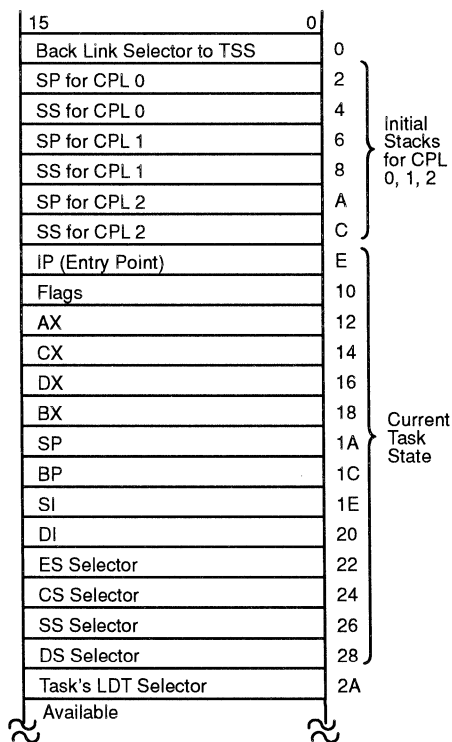 15 0
Back Link Selector to TSS 0
SP for CPL 0 2
SS for CPL 0 4
SP for CPL 1 6
SS for CPL 1 8
SP for CPL 2 A
SS for CPL 2 C
Initial
Stacks
for CPL
0, 1, 2
IP (Entry Point) E
Flags 10
AX 12
CX 14
DX 16
BX 18
SP 1A
BP 1C
SI 1E
DI 20
ES Selector 22
CS Selector 24
SS Selector 26
DS Selector 28
Current
Task
State
Task's LDT Selector 2A
Available